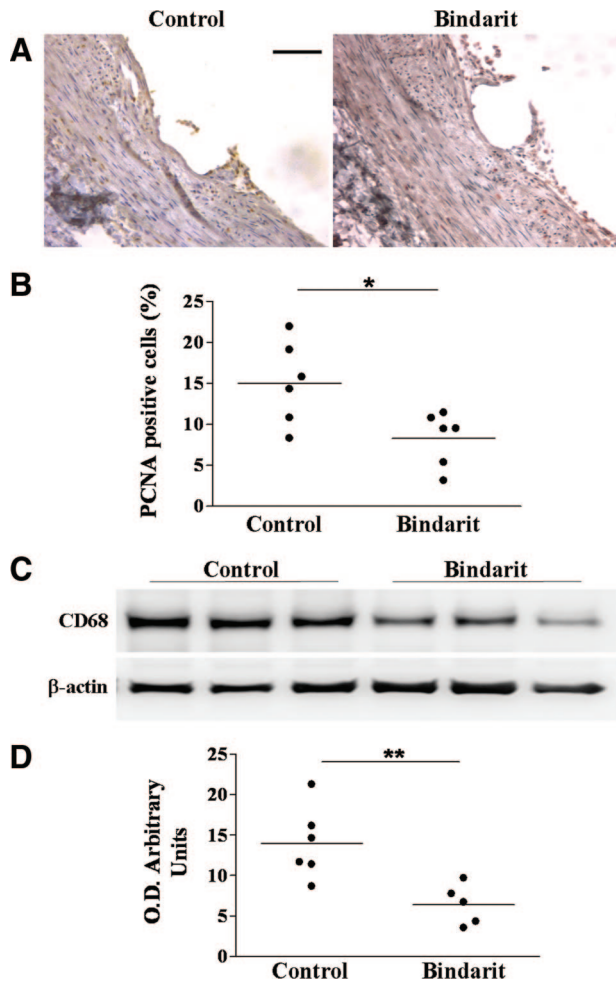 Control Bindarit
A
B
*
PCNA positive cells (%)
25
20
15
10
5
0
Control Bindarit
C
Control Bindarit
CD68
β-actin
D
**
O.D. Arbitrary
Units
25
20
15
10
5
0
Control Bindarit